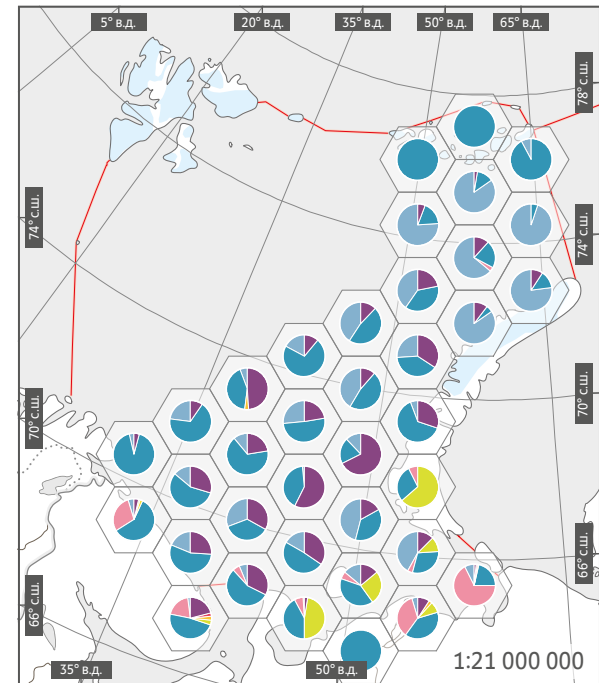 5° в.д.
20° в.д.
35° в.д.
50° в.д.
65° в.д.
78° с.ш.
74° с.ш.
74° с.ш.
70° с.ш.
70° с.ш.
66° с.ш.
66° с.ш.
35° в.д.
50° в.д.
1:21 000 000